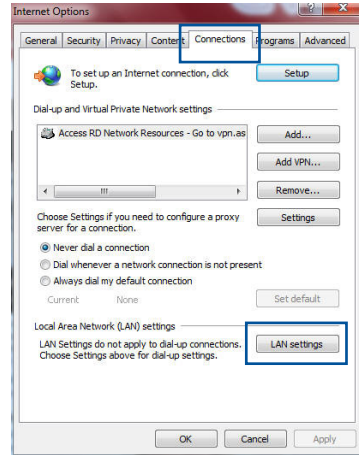 Internet Options
General Security Privacy Content Connections Programs Advanced
To set up an Internet connection, click
Setup.
Setup
Dial-up and Virtual Private Network settings
Access RD Network Resources - Go to vpn.as
Add...
Add VPN...
Remove...
Choose Settings if you need to configure a proxy
server for a connection.
Settings
Never dial a connection
Dial whenever a network connection is not present
Always dial my default connection
Current None
Set default
Local Area Network (LAN) settings
LAN Settings do not apply to dial-up connections.
Choose Settings above for dial-up settings.
LAN settings
OK Cancel Apply